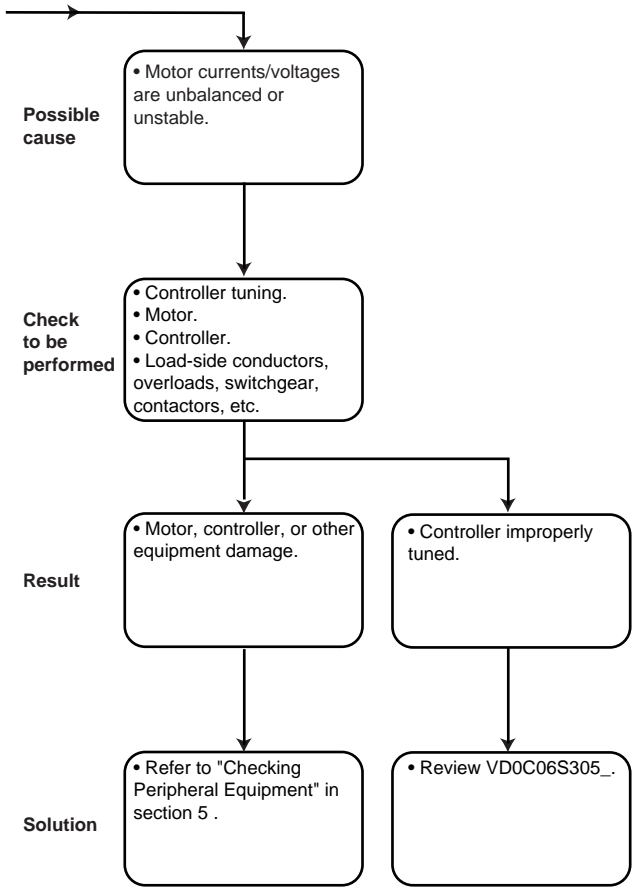 Possible
cause
• Motor currents/voltages
are unbalanced or
unstable.
Check
to be
performed
• Controller tuning.
• Motor.
• Controller.
• Load-side conductors,
overloads, switchgear,
contactors, etc.
Result
• Motor, controller, or other
equipment damage.
• Controller improperly
tuned.
Solution
• Refer to "Checking
Peripheral Equipment" in
section 5 .
• Review VD0C06S305_.